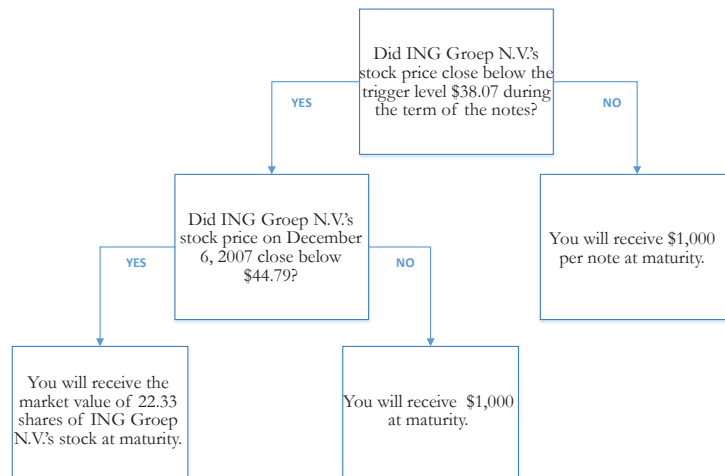 Did ING Groep N.V.'s
stock price close below the
trigger level $38.07 during
the term of the notes?
YES
NO
Did ING Groep N.V.'s
stock price on December
6, 2007 close below
$44.79?
You will receive $1,000
per note at maturity.
YES
NO
You will receive the
market value of 22.33
shares of ING Groep
N.V.'s stock at maturity.
You will receive $1,000
at maturity.